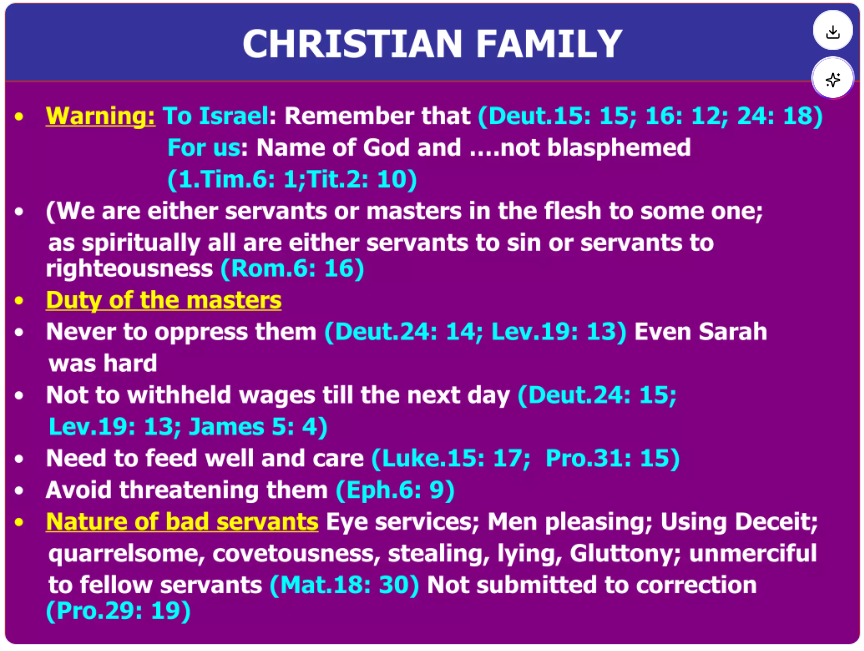 CHRISTIAN FAMILY
• Warning: To Israel: Remember that (Deut.15: 15; 16: 12; 24: 18)
For us: Name of God and ....not blasphemed
(1.Tim.6: 1;Tit.2: 10)
• (We are either servants or masters in the flesh to some one;
as spiritually all are either servants to sin or servants to
righteousness (Rom.6: 16)
• Duty of the masters
• Never to oppress them (Deut.24: 14; Lev.19: 13) Even Sarah
was hard
• Not to withheld wages till the next day (Deut.24: 15;
Lev.19: 13; James 5: 4)
• Need to feed well and care (Luke.15: 17;  Pro.31: 15)
• Avoid threatening them (Eph.6: 9)
• Nature of bad servants Eye services; Men pleasing; Using Deceit;
quarrelsome, covetousness, stealing, lying, Gluttony; unmerciful
to fellow servants (Mat.18: 30) Not submitted to correction
(Pro.29: 19)